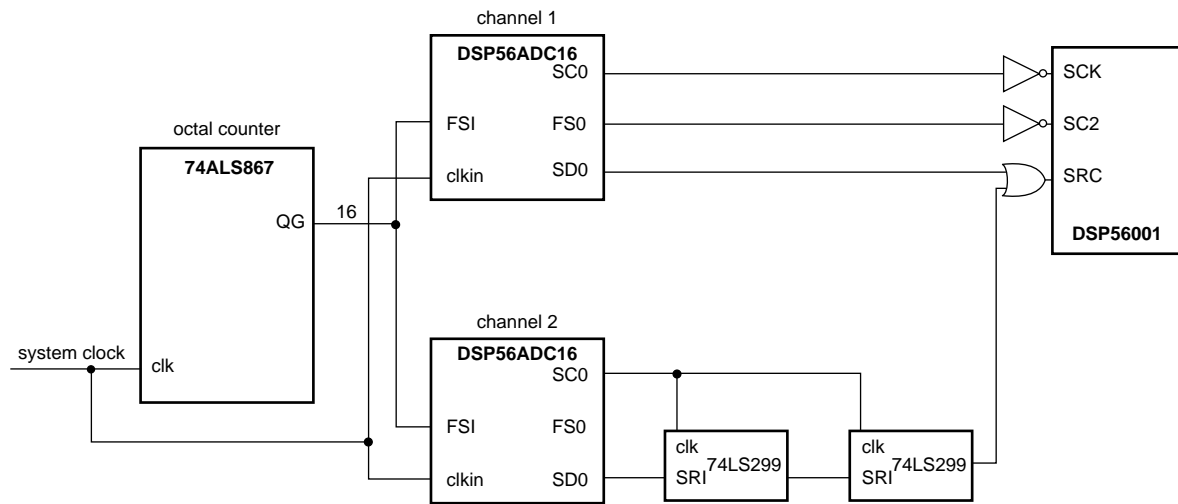 channel 1
DSP56ADC16
SC0
FSI
FS0
clkin
SD0
SCK
SC2
SRC
DSP56001
octal counter
74ALS867
QG
16
system clock
clk
channel 2
DSP56ADC16
SC0
FSI
FS0
clkin
SD0
clk
SRI
74LS299
clk
SRI
74LS299